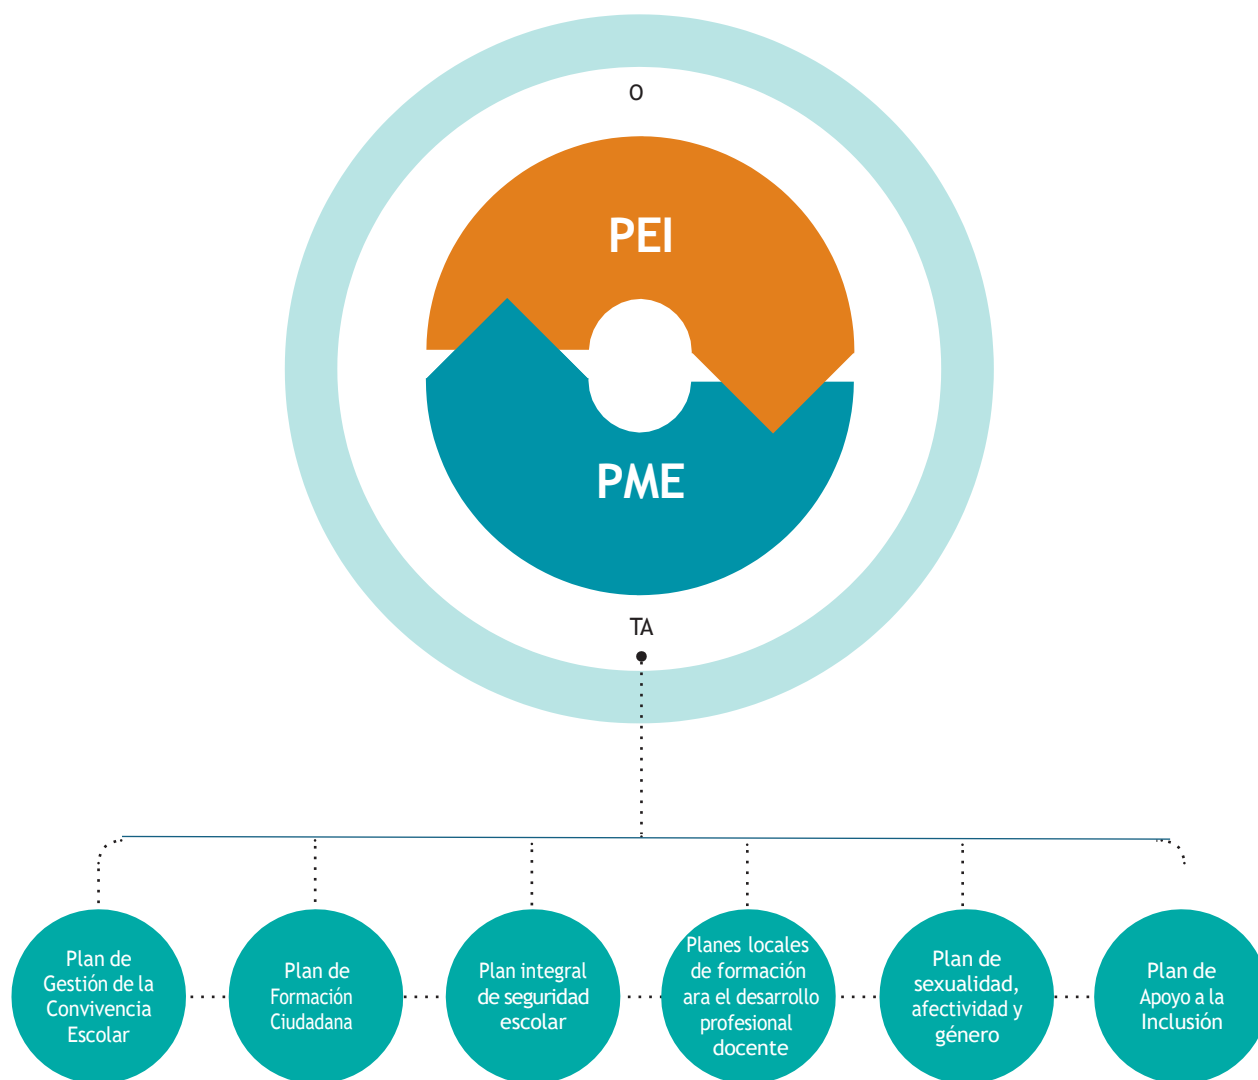 O
PEI
PME
TA
Plan de
Gestión de la
Convivencia
Escolar
Plan de
Formación
Ciudadana
Plan integral
de seguridad
escolar
Planes locales
de formación
ara el desarrollo
profesional
docente
Plan de
sexualidad,
afectividad y
género
Plan de
Apoyo a la
Inclusión